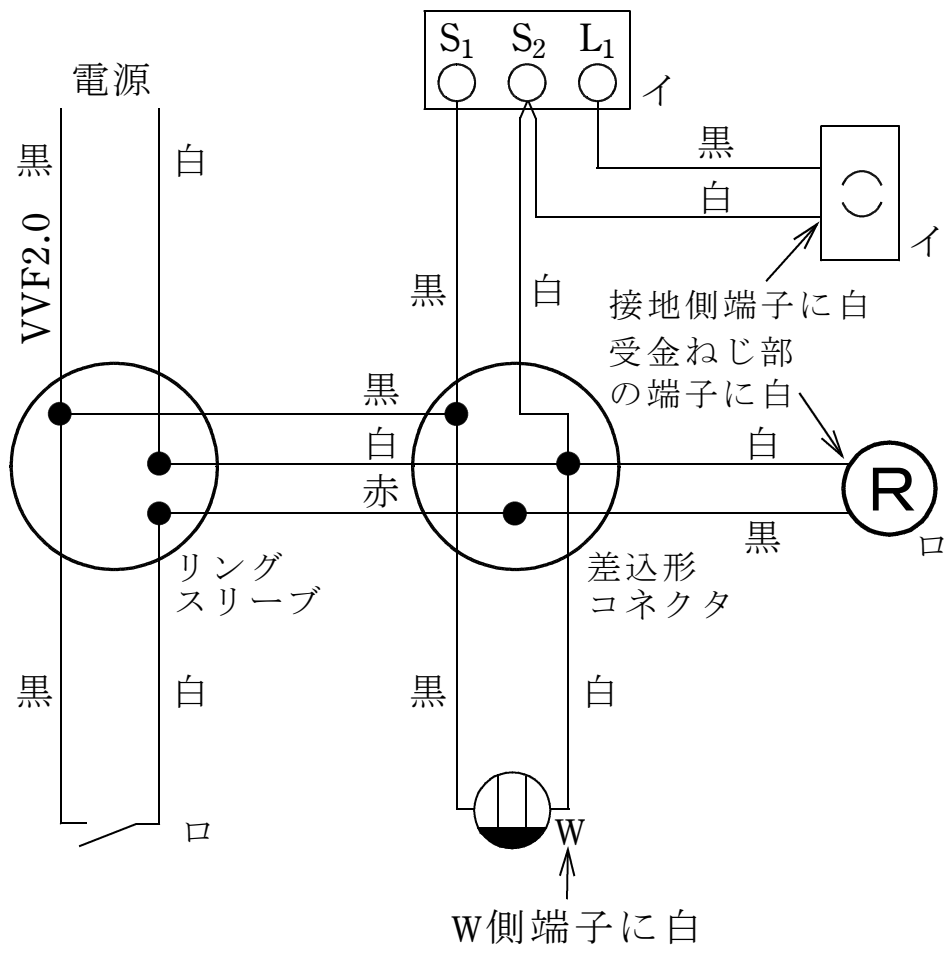 S₁ S₂ L₁
イ
電源
黒
白
VVF2.0
黒
白
イ
黒
白
接地側端子に白
受金ねじ部
の端子に白
黒
白
赤
白
黒
R
ロ
リング
スリーブ
差込形
コネクタ
黒
白
黒
白
ロ
W
W側端子に白